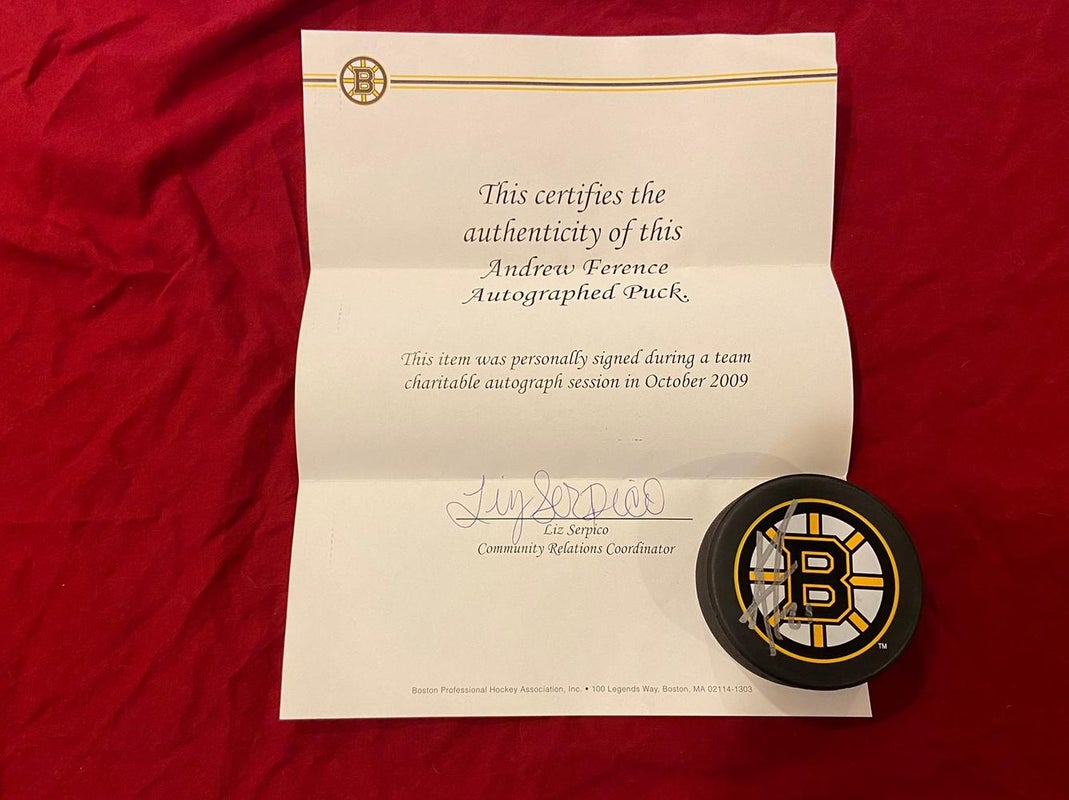 B
This certifies the
authenticity of this
Andrew Ference
Autographed Puck.
This item was personally signed during a team
charitable autograph session in October 2009
Liz Serpico
Liz Serpico
Community Relations Coordinator
B
TM
Boston Professional Hockey Association, Inc. • 100 Legends Way, Boston, MA 02114-1303